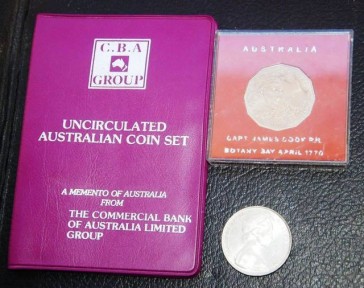 C.B.A
GROUP
UNCIRCULATED
AUSTRALIAN COIN SET
A MEMENTO OF AUSTRALIA
FROM
THE COMMERCIAL BANK
OF AUSTRALIA LIMITED
GROUP
AUSTRALIA
CAPT. JAMES COOK R.N.
BOTANY BAY APRIL 1770